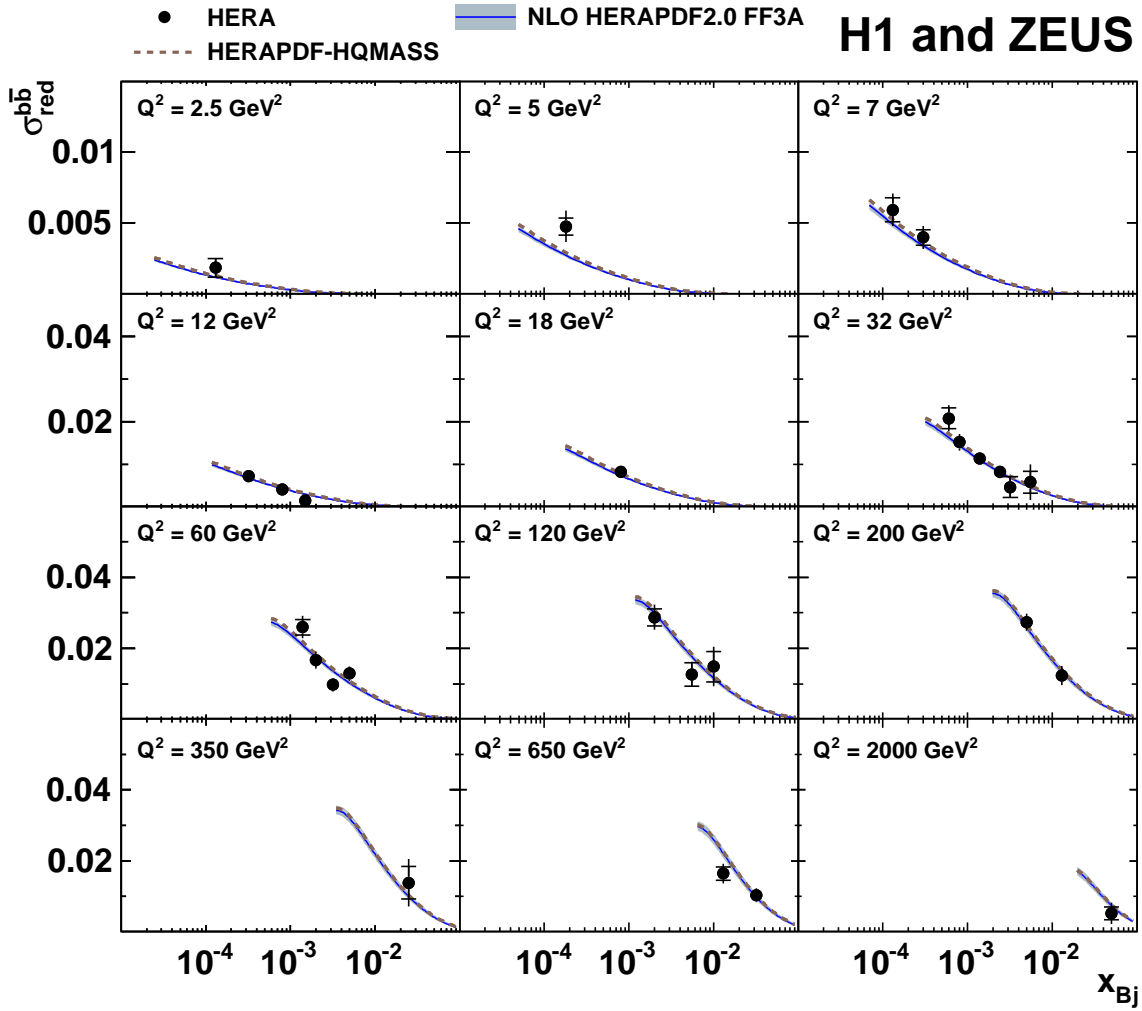 HERA
NLO HERAPDF2.0 FF3A
HERAPDF-HQMASS
H1 and ZEUS
σ_red^{bb̅}
Q² = 2.5 GeV²
Q² = 5 GeV²
Q² = 7 GeV²
0.01
0.005
Q² = 12 GeV²
Q² = 18 GeV²
Q² = 32 GeV²
0.04
0.02
Q² = 60 GeV²
Q² = 120 GeV²
Q² = 200 GeV²
0.04
0.02
Q² = 350 GeV²
Q² = 650 GeV²
Q² = 2000 GeV²
0.04
0.02
10⁻⁴ 10⁻³ 10⁻² 10⁻⁴ 10⁻³ 10⁻² 10⁻⁴ 10⁻³ 10⁻²
x_Bj